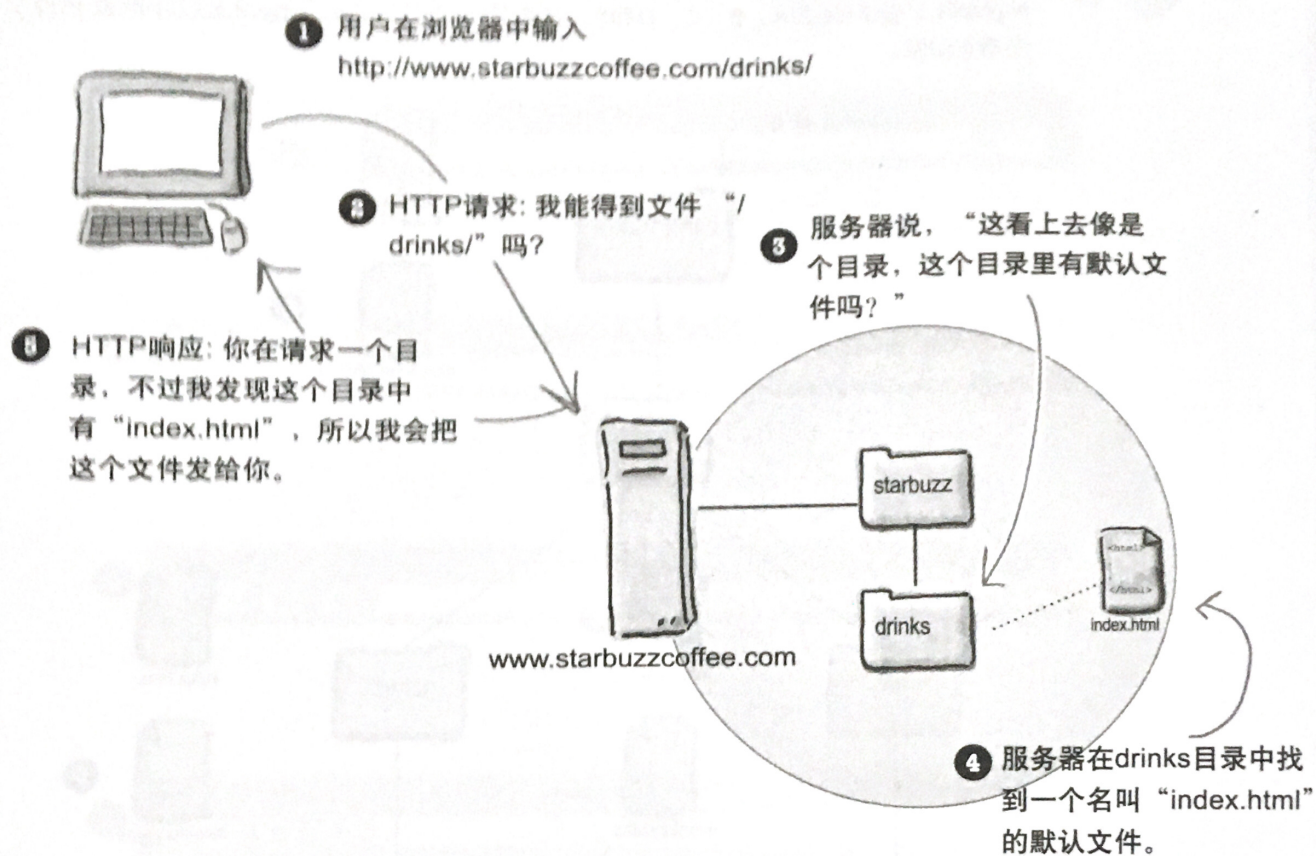 ❶ 用户在浏览器中输入
http://www.starbuzzcoffee.com/drinks/
❷ HTTP请求: 我能得到文件 “/
drinks/” 吗?
❸ 服务器说, “这看上去像是
个目录, 这个目录里有默认文
件吗? ”
❺ HTTP响应: 你在请求一个目
录, 不过我发现这个目录中
有 “index.html” , 所以我会把
这个文件发给你。
starbuzz
drinks
<html>
</html>
index.html
www.starbuzzcoffee.com
❹ 服务器在drinks目录中找
到一个名叫 “index.html”
的默认文件。